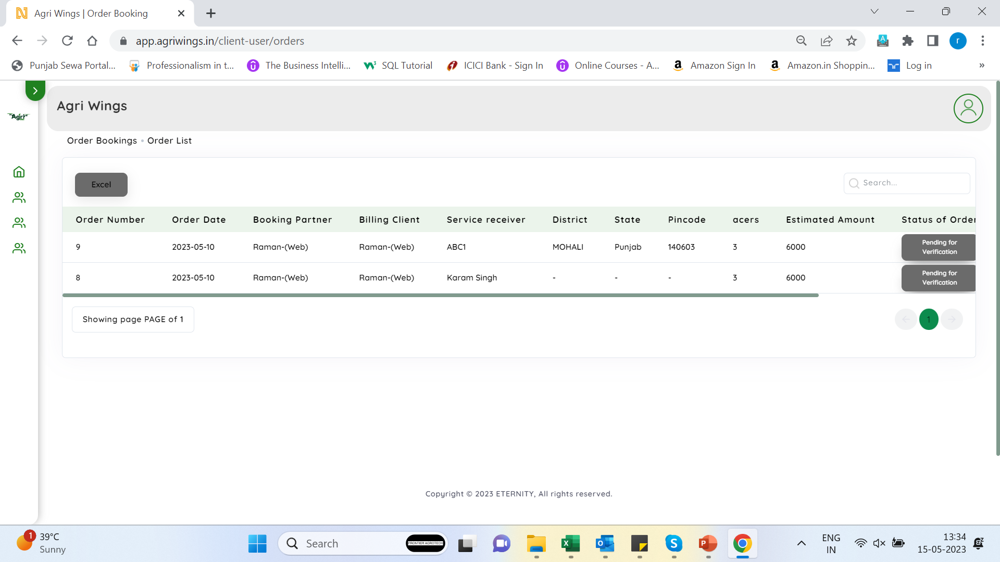 Agri Wings | Order Booking
app.agriwings.in/client-user/orders
r
Punjab Sewa Portal... Professionalism in t... The Business Intelli... SQL Tutorial ICICI Bank - Sign In Online Courses - A... Amazon Sign In Amazon.in Shoppin... Log in »
Agri
Agri Wings
Order Bookings Order List
Excel
Search...
Order Number Order Date Booking Partner Billing Client Service receiver District State Pincode acers Estimated Amount Status of Order
9 2023-05-10 Raman-(Web) Raman-(Web) ABC1 MOHALI Punjab 140603 3 6000 Pending for
Verification
8 2023-05-10 Raman-(Web) Raman-(Web) Karam Singh - - - 3 6000 Pending for
Verification
Showing page PAGE of 1
1
Copyright © 2023 ETERNITY, All rights reserved.
1
39°C
Sunny
Search
FRONTIER AGROTECH
ENG
IN
13:34
15-05-2023